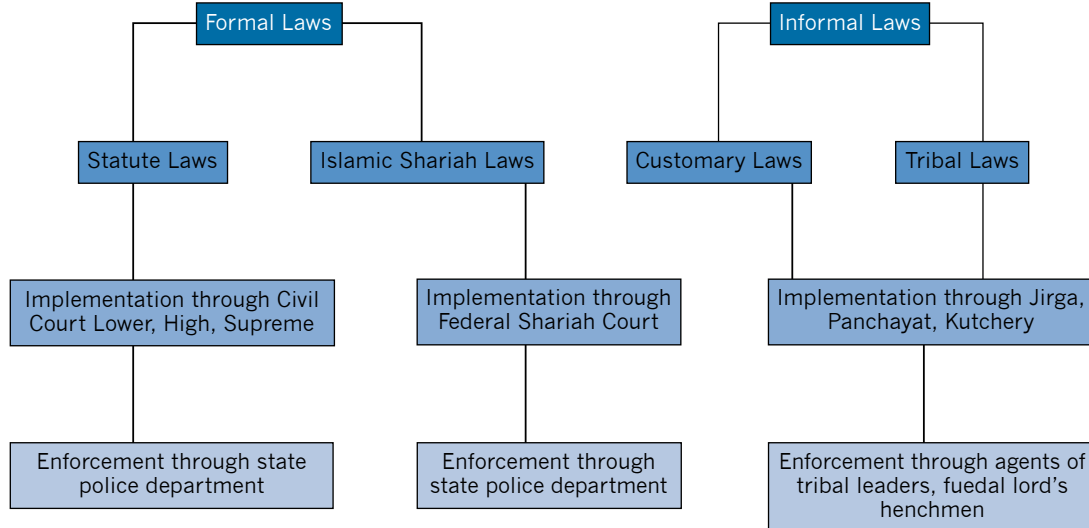 Formal Laws
Informal Laws
Statute Laws
Islamic Shariah Laws
Customary Laws
Tribal Laws
Implementation through Civil
Court Lower, High, Supreme
Implementation through
Federal Shariah Court
Implementation through Jirga,
Panchayat, Kutchery
Enforcement through state
police department
Enforcement through
state police department
Enforcement through agents of
tribal leaders, fuedal lord's
henchmen